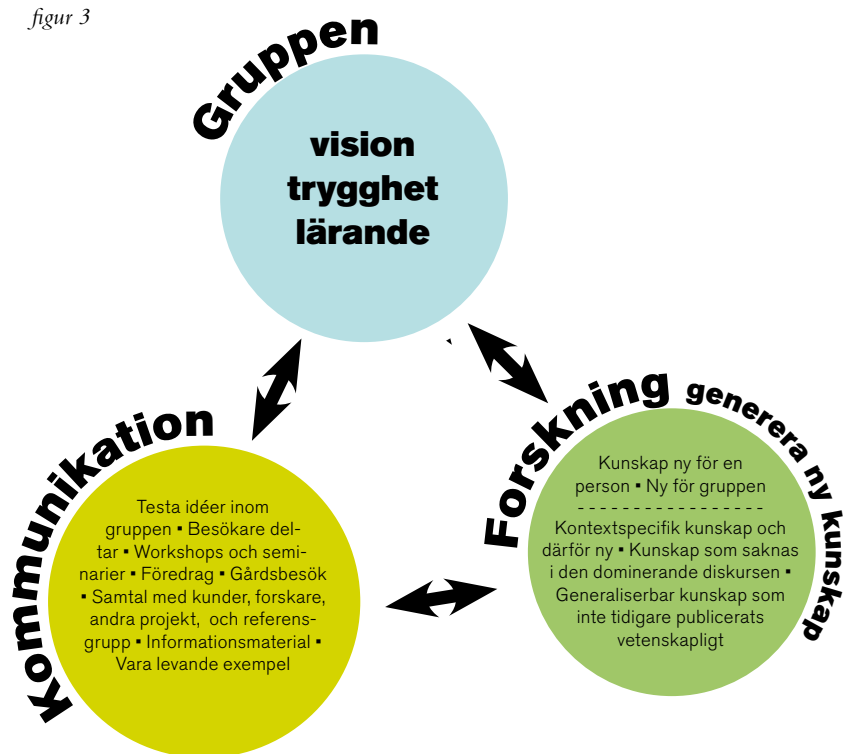 figur 3
Gruppen
vision
trygghet
lärande
Kommunikation
Testa idéer inom
gruppen ▪ Besökare del-
tar ▪ Workshops och semi-
narier ▪ Föredrag ▪ Gårdsbesök
▪ Samtal med kunder, forskare,
andra projekt, och referens-
grupp ▪ Informationsmaterial ▪
Vara levande exempel
Forskning generera ny kunskap
Kunskap ny för en
person ▪ Ny för gruppen
- - - - - - - - - - - - - - - -
Kontextspecifik kunskap och
därför ny ▪ Kunskap som saknas
i den dominerande diskursen ▪
Generaliserbar kunskap som
inte tidigare publicerats
vetenskapligt